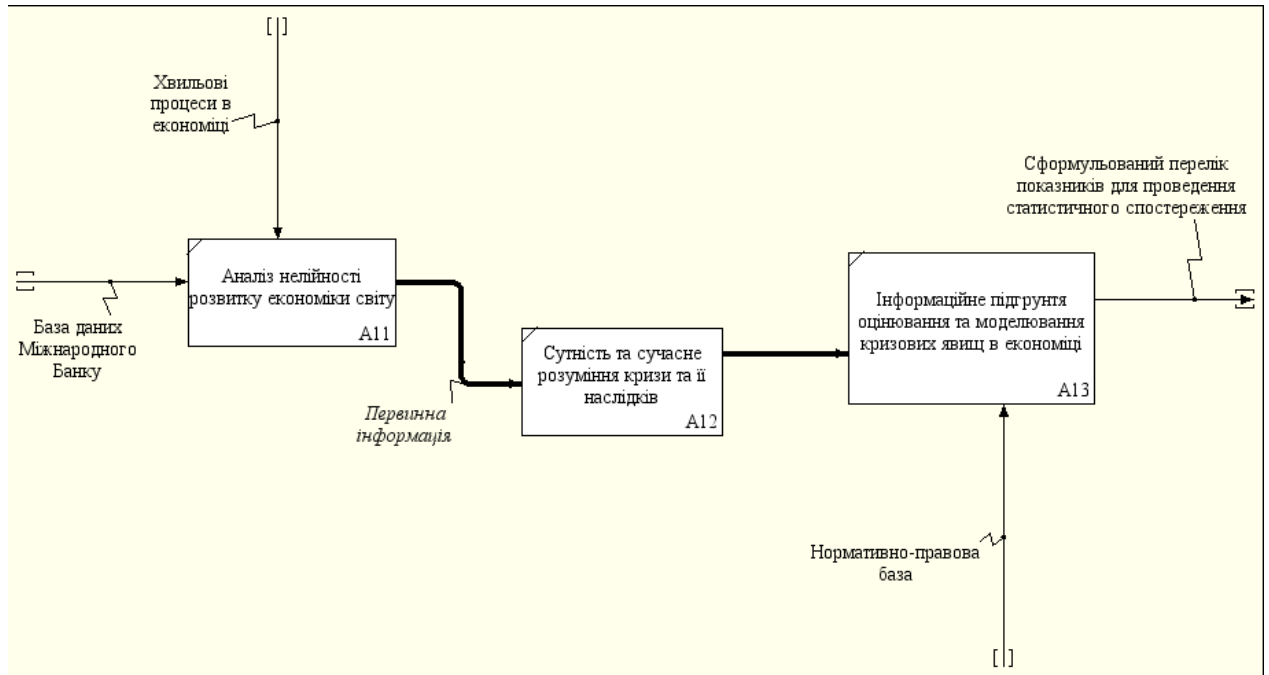 Хвильові
процеси в
економіці
База даних
Міжнародного
Банку
Аналіз нелійності
розвитку економіки світу
A11
Первинна
інформація
Сутність та сучасне
розуміння кризи та її
наслідків
A12
Інформаційне підгрунтя
оцінювання та моделювання
кризових явищ в економіці
A13
Сформульований перелік
показників для проведення
статистичного спостереження
Нормативно-правова
база